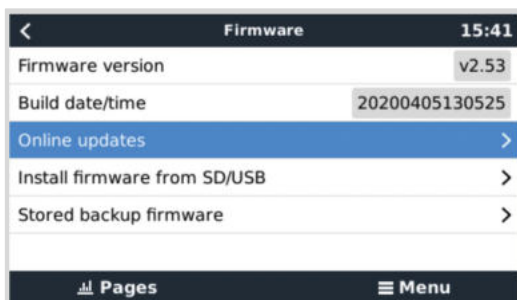 Firmware 15:41
Firmware version v2.53
Build date/time 20200405130525
Online updates
Install firmware from SD/USB
Stored backup firmware
Pages Menu